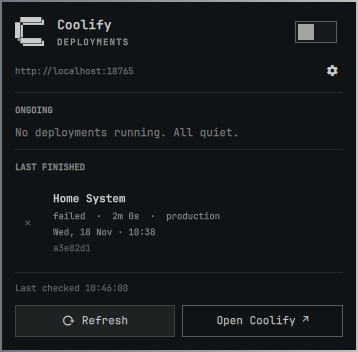 Coolify
DEPLOYMENTS
http://localhost:18765
ONGOING
No deployments running. All quiet.
LAST FINISHED
Home System
failed · 2m 0s · production
Wed, 18 Nov · 10:38
a3e82d1
Last checked 10:46:08
Refresh
Open Coolify ↗